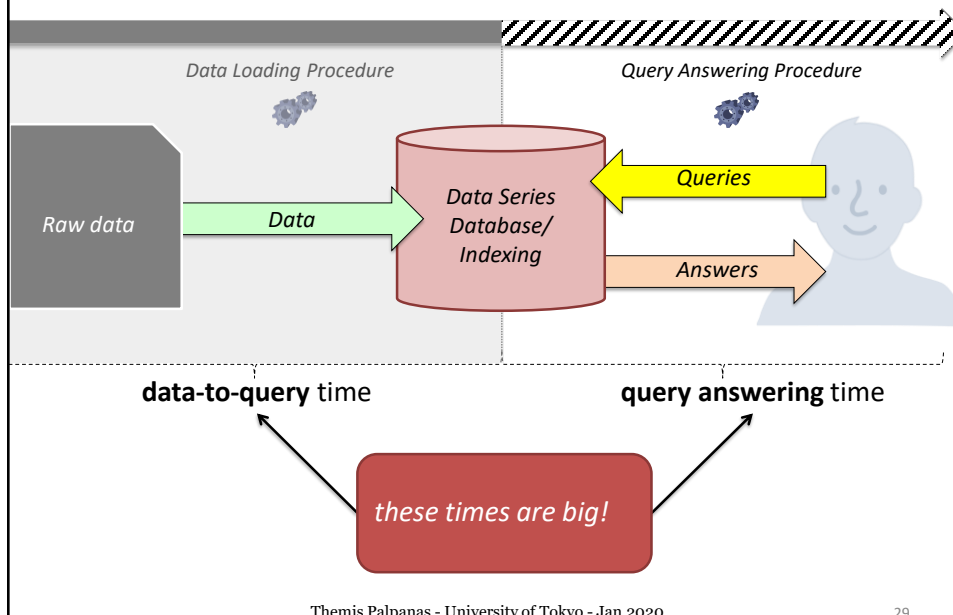 Data Loading Procedure
Query Answering Procedure
Raw data
Data
Data Series
Database/
Indexing
Queries
Answers
data-to-query time
query answering time
these times are big!
Themis Palpanas - University of Tokyo - Jan 2020
29